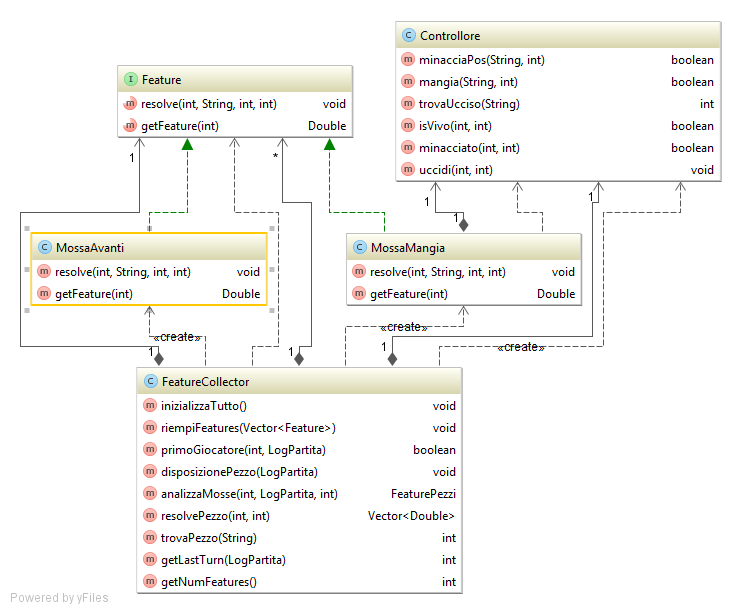 C Controllore
m minacciaPos(String, int) boolean
m mangia(String, int) boolean
m trovaUcciso(String) int
m isVivo(int, int) boolean
m minacciato(int, int) boolean
m uccidi(int, int) void
I Feature
m resolve(int, String, int, int) void
m getFeature(int) Double
1
*
1
1
1
C MossaAvanti
m resolve(int, String, int, int) void
m getFeature(int) Double
C MossaMangia
m resolve(int, String, int, int) void
m getFeature(int) Double
«create»
«create»
«create»
1
1
1
C FeatureCollector
m inizializzaTutto() void
m riempiFeatures(Vector<Feature>) void
m primoGiocatore(int, LogPartita) boolean
m disposizionePezzo(LogPartita) void
m analizzaMosse(int, LogPartita, int) FeaturePezzi
m resolvePezzo(int, int) Vector<Double>
m trovaPezzo(String) int
m getLastTurn(LogPartita) int
m getNumFeatures() int
Powered by yFiles